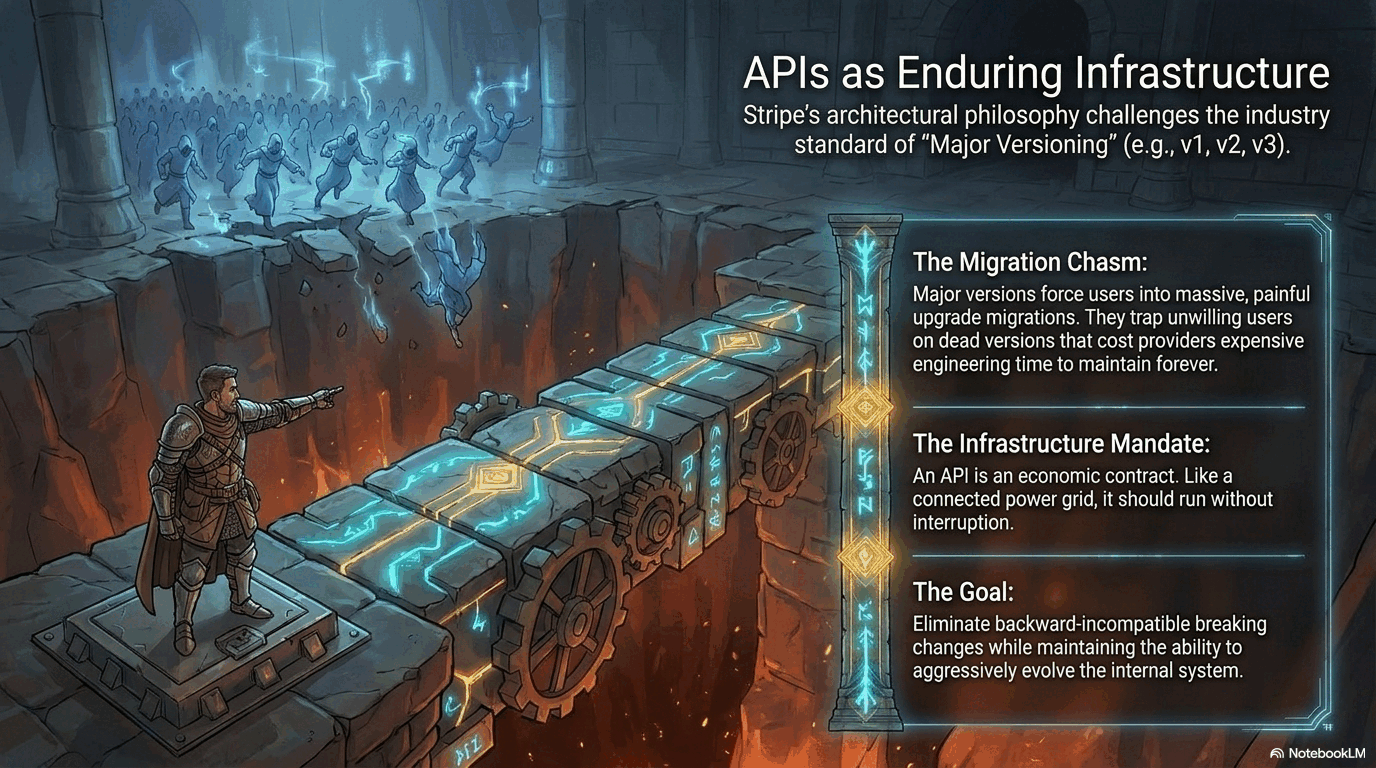 APIs as Enduring Infrastructure
Stripe's architectural philosophy challenges the industry
standard of “Major Versioning” (e.g., v1, v2, v3).
The Migration Chasm:
Major versions force users into massive, painful
upgrade migrations. They trap unwilling users
on dead versions that cost providers expensive
engineering time to maintain forever.
The Infrastructure Mandate:
An API is an economic contract. Like a
connected power grid, it should run without
interruption.
The Goal:
Eliminate backward-incompatible breaking
changes while maintaining the ability to
aggressively evolve the internal system.
NotebookLM